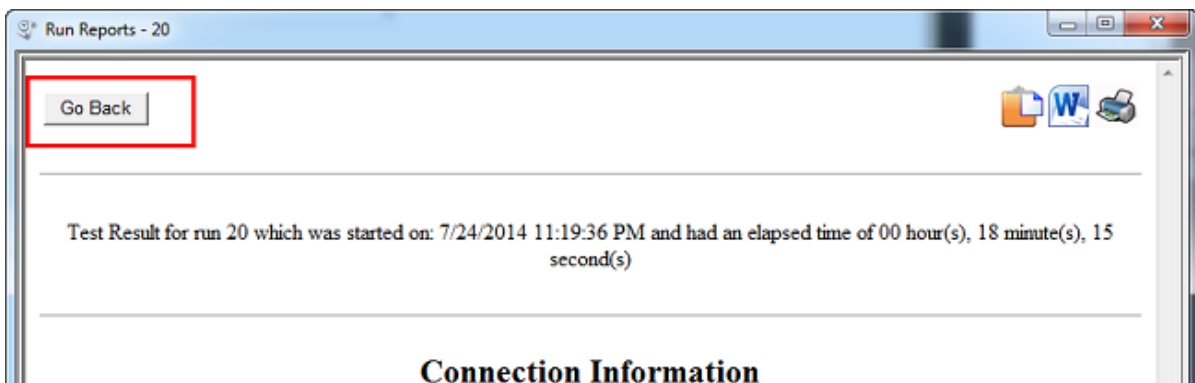 Run Reports - 20
Go Back
W
Test Result for run 20 which was started on: 7/24/2014 11:19:36 PM and had an elapsed time of 00 hour(s), 18 minute(s), 15
second(s)
Connection Information